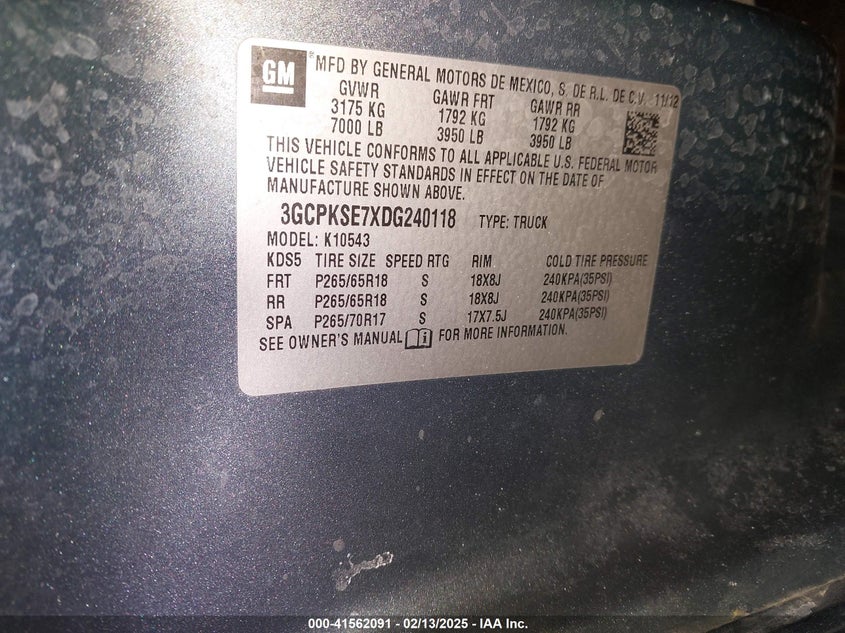 GM ® MFD BY GENERAL MOTORS DE MEXICO, S. DE R.L. DE C.V. 11/12
GVWR GAWR FRT GAWR RR
3175 KG 1792 KG 1792 KG
7000 LB 3950 LB 3950 LB
THIS VEHICLE CONFORMS TO ALL APPLICABLE U.S. FEDERAL MOTOR
VEHICLE SAFETY STANDARDS IN EFFECT ON THE DATE OF
MANUFACTURE SHOWN ABOVE.
3GCPKSE7XDG240118 TYPE: TRUCK
MODEL: K10543
KDS5 TIRE SIZE SPEED RTG RIM COLD TIRE PRESSURE
FRT P265/65R18 S 18X8J 240KPA(35PSI)
RR P265/65R18 S 18X8J 240KPA(35PSI)
SPA P265/70R17 S 17X7.5J 240KPA(35PSI)
SEE OWNER'S MANUAL i FOR MORE INFORMATION.
000-41562091 - 02/13/2025 - IAA Inc.